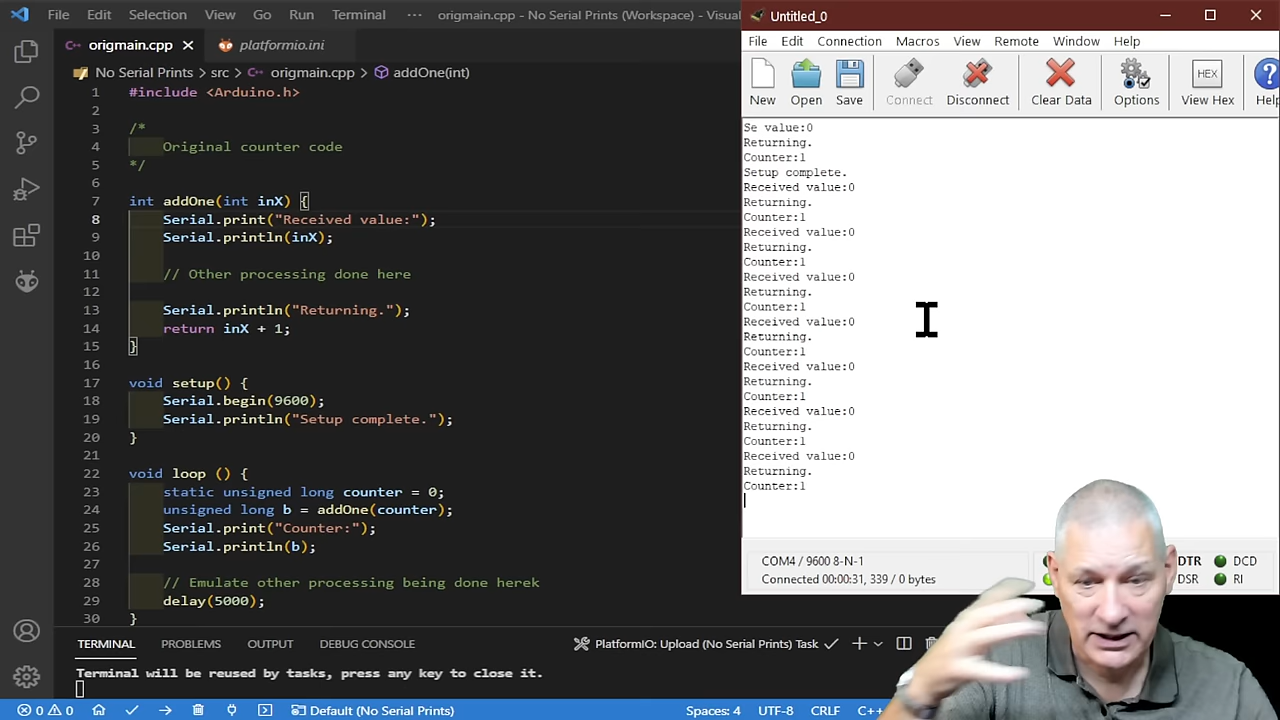 File Edit Selection View Go Run Terminal ··· origmain.cpp - No Serial Prints (Workspace) - Visual
origmain.cpp platformio.ini
No Serial Prints > src > origmain.cpp > addOne(int)
1 #include <Arduino.h>
2
3 /*
4 Original counter code
5 */
6
7 int addOne(int inX) {
8 Serial.print("Received value:");
9 Serial.println(inX);
10
11 // Other processing done here
12
13 Serial.println("Returning.");
14 return inX + 1;
15 }
16
17 void setup() {
18 Serial.begin(9600);
19 Serial.println("Setup complete.");
20 }
21
22 void loop () {
23 static unsigned long counter = 0;
24 unsigned long b = addOne(counter);
25 Serial.print("Counter:");
26 Serial.println(b);
27
28 // Emulate other processing being done herek
29 delay(5000);
30 }
TERMINAL PROBLEMS OUTPUT DEBUG CONSOLE PlatformIO: Upload (No Serial Prints) Task
Terminal will be reused by tasks, press any key to close it.
0 0 Default (No Serial Prints) Spaces: 4 UTF-8 CRLF C++
Untitled_0
File Edit Connection Macros View Remote Window Help
New Open Save Connect Disconnect Clear Data Options HEX View Hex Help
Se value:0
Returning.
Counter:1
Setup complete.
Received value:0
Returning.
Counter:1
Received value:0
Returning.
Counter:1
Received value:0
Returning.
Counter:1
Received value:0
Returning.
Counter:1
Received value:0
Returning.
Counter:1
Received value:0
Returning.
Counter:1
Received value:0
Returning.
Counter:1
COM4 / 9600 8-N-1 DTR DCD
Connected 00:00:31, 339 / 0 bytes DSR RI